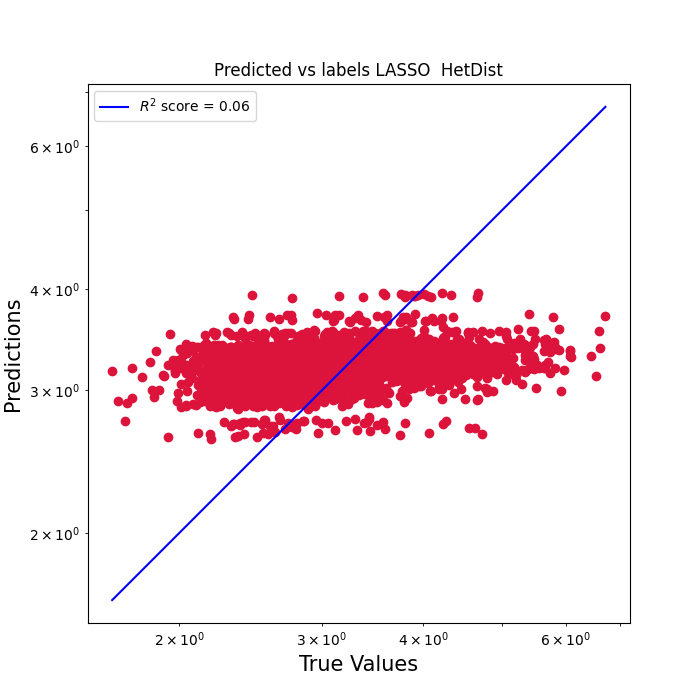 Predicted vs labels LASSO  HetDist
R² score = 0.06
6 × 10⁰
4 × 10⁰
3 × 10⁰
2 × 10⁰
Predictions
2 × 10⁰ 3 × 10⁰ 4 × 10⁰ 6 × 10⁰
True Values